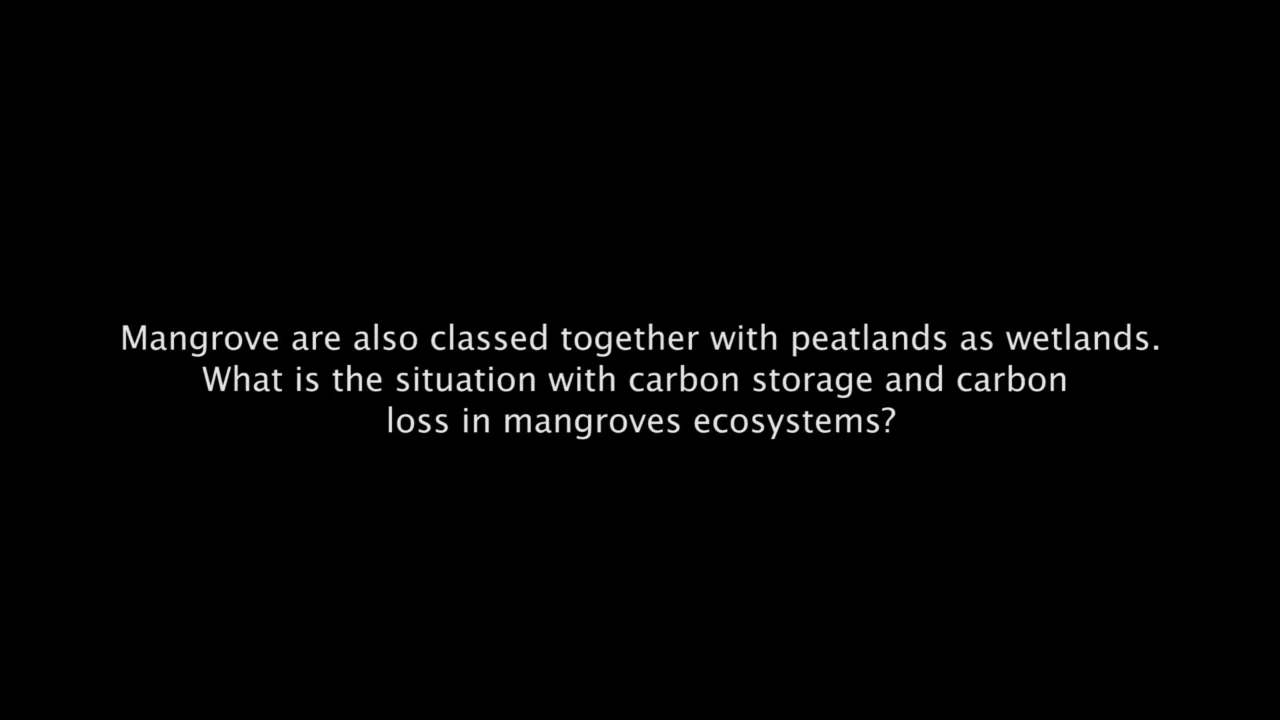 Mangrove are also classed together with peatlands as wetlands.
What is the situation with carbon storage and carbon
loss in mangroves ecosystems?